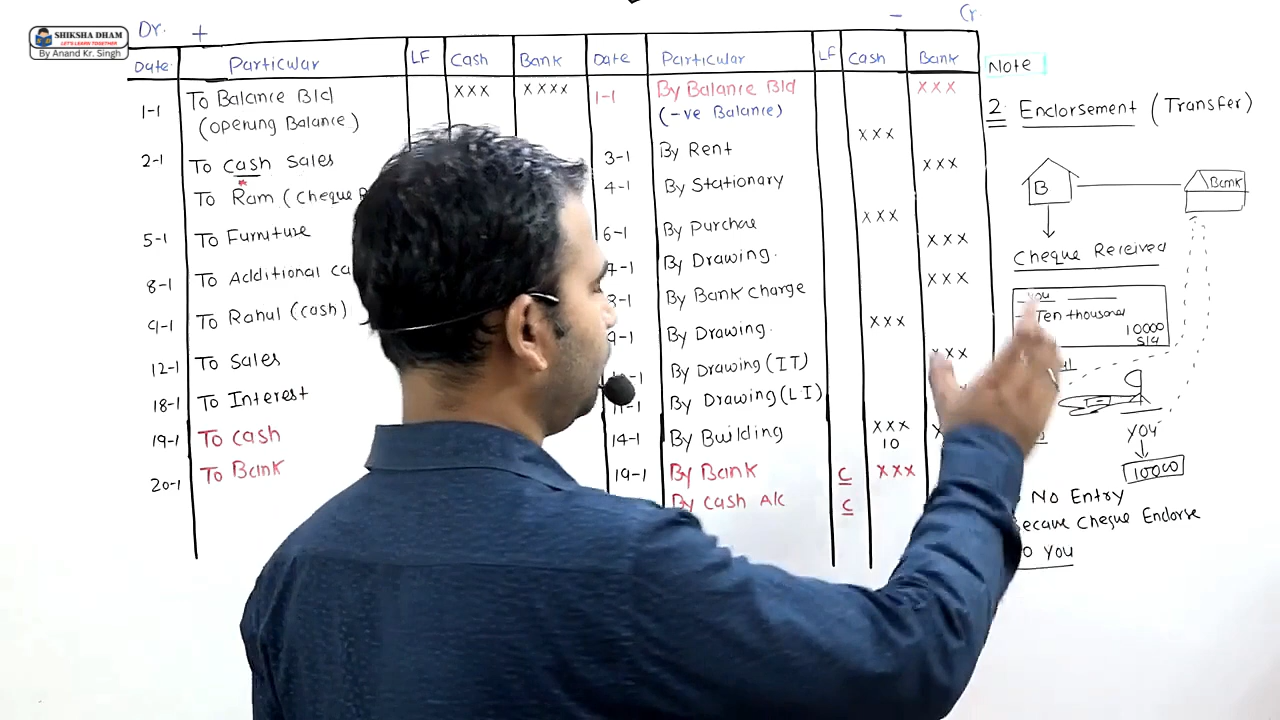 SHIKSHA DHAM
LET'S LEARN TOGETHER
By Anand Kr. Singh
Dr. +
- Cr.
Date Particular LF Cash Bank Date Particular LF Cash Bank
1-1 To Balance B/d xxx xxxx 1-1 By Balance B/d xxx
(opening Balance) (-ve Balance)
2-1 To cash Sales 3-1 By Rent xxx
To Ram (Cheque 4-1 By Stationary xxx
5-1 To Furniture 6-1 By Purchae xxx
8-1 To Additional By Drawing. xxx
By Bank Charge xxx
To Rahul (cash) By Drawing. xxx
12-1 To Sales By Drawing (IT) xxx
18-1 To Interest By Drawing (LI)
19-1 To cash 14-1 By Building xxx
10
20-1 To Bank 19-1 By Bank C xxx
By Cash A/c C
Note
2. Endorsement (Transfer)
B Bank
Cheque Received
You
Ten thousand
10000
YOY
10000
No Entry
Cheque Endorse
You